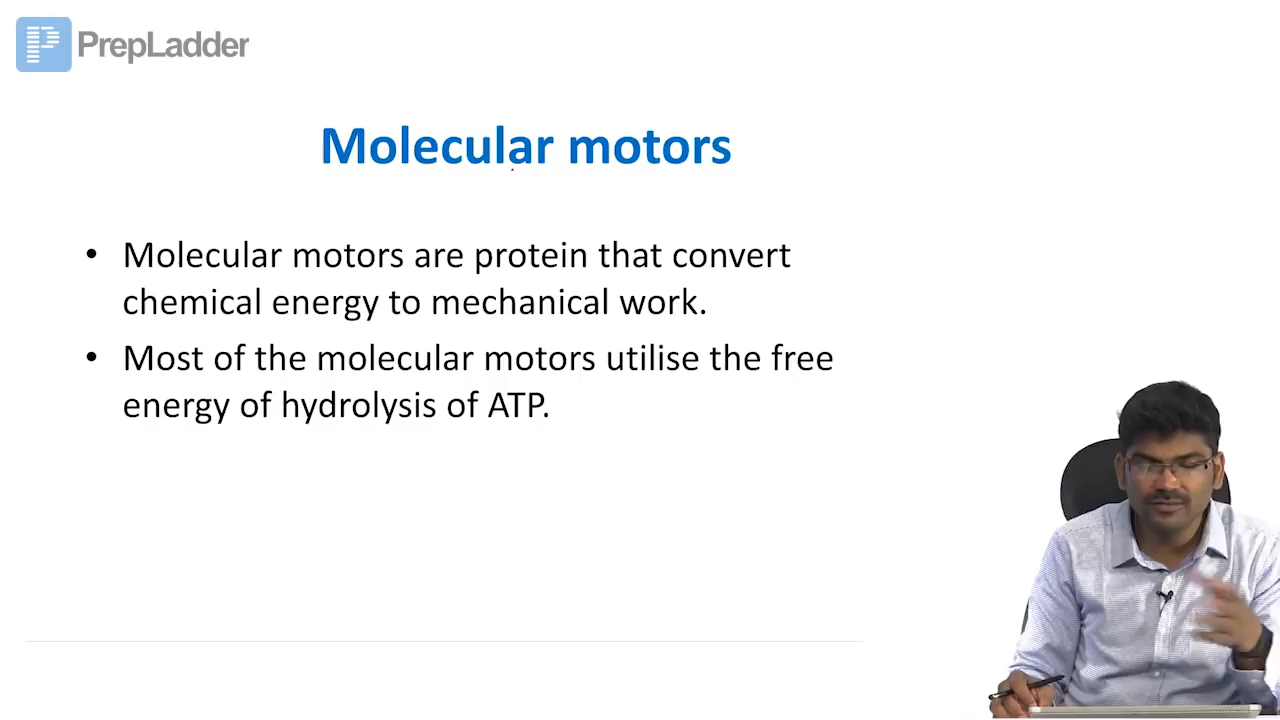 PrepLadder
Molecular motors
• Molecular motors are protein that convert
chemical energy to mechanical work.
• Most of the molecular motors utilise the free
energy of hydrolysis of ATP.